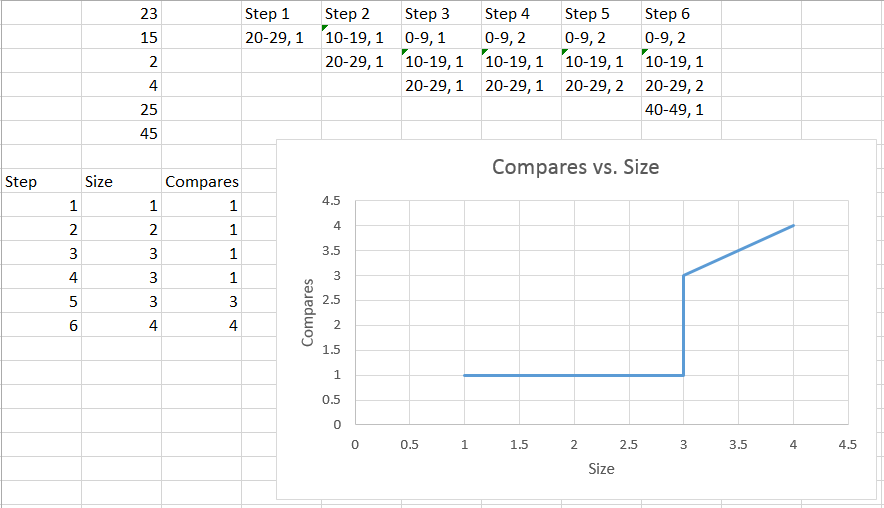 23 Step 1 Step 2 Step 3 Step 4 Step 5 Step 6
15 20-29, 1 10-19, 1 0-9, 1 0-9, 2 0-9, 2 0-9, 2
2 20-29, 1 10-19, 1 10-19, 1 10-19, 1 10-19, 1
4 20-29, 1 20-29, 1 20-29, 2 20-29, 2
25 40-49, 1
45
Step Size Compares
1 1 1
2 2 1
3 3 1
4 3 1
5 3 3
6 4 4
Compares vs. Size
Compares
4.5
4
3.5
3
2.5
2
1.5
1
0.5
0
0 0.5 1 1.5 2 2.5 3 3.5 4 4.5
Size